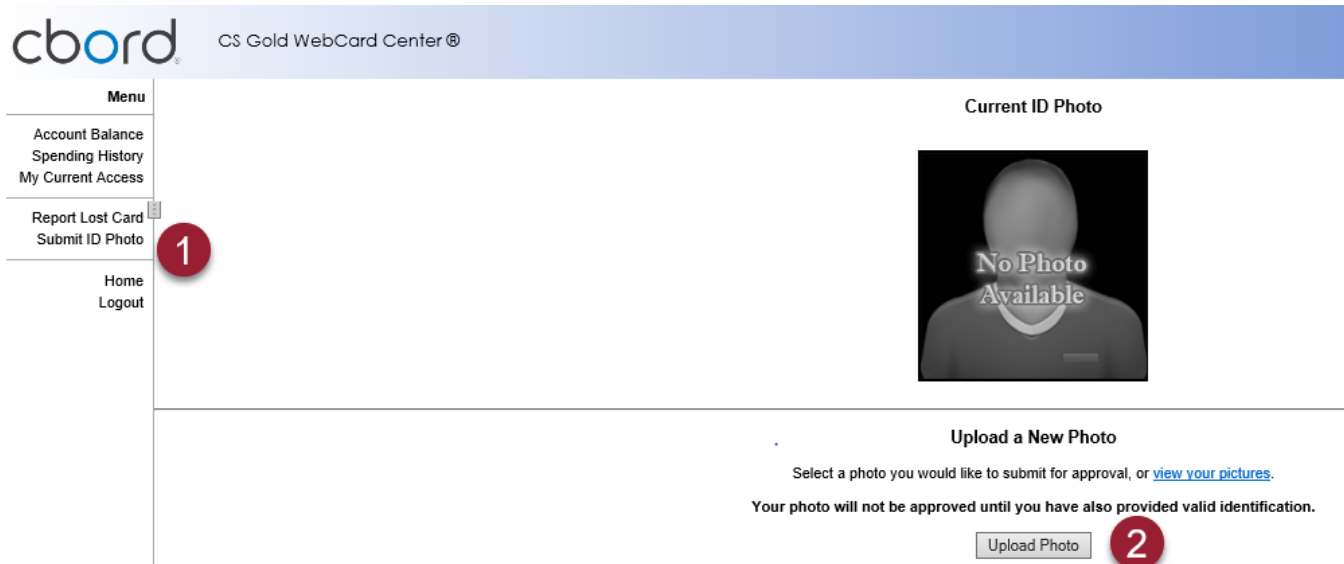 cbord
CS Gold WebCard Center ®
Menu
Account Balance
Spending History
My Current Access
Report Lost Card
Submit ID Photo
1
Home
Logout
Current ID Photo
No Photo
Available
Upload a New Photo
Select a photo you would like to submit for approval, or view your pictures.
Your photo will not be approved until you have also provided valid identification.
Upload Photo
2